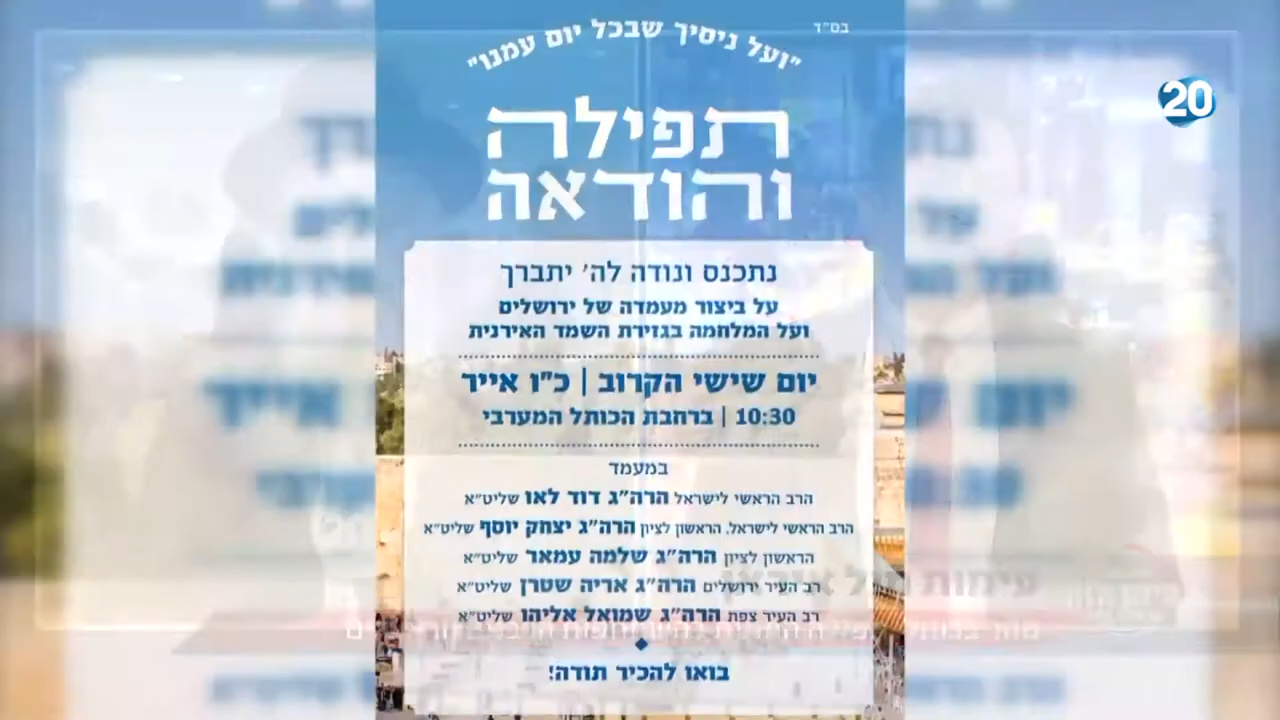 בס"ד
"ועל ניסיך שבכל יום עמנו"
20
תפילה
והודאה
נתכנס ונודה לה' יתברך
על ביצור מעמדה של ירושלים
ועל המלחמה בגזירת השמד האירנית
יום שישי הקרוב | כ"ו אייר
10:30 | ברחבת הכותל המערבי
במעמד
הרב הראשי לישראל הרה"ג דוד לאו שליט"א
הרב הראשי לישראל, הראשון לציון הרה"ג יצחק יוסף שליט"א
הראשון לציון הרה"ג שלמה עמאר שליט"א
רב העיר ירושלים הרה"ג אריה שטרן שליט"א
רב העיר צפת הרה"ג שמואל אליהו שליט"א
בואו להכיר תודה!